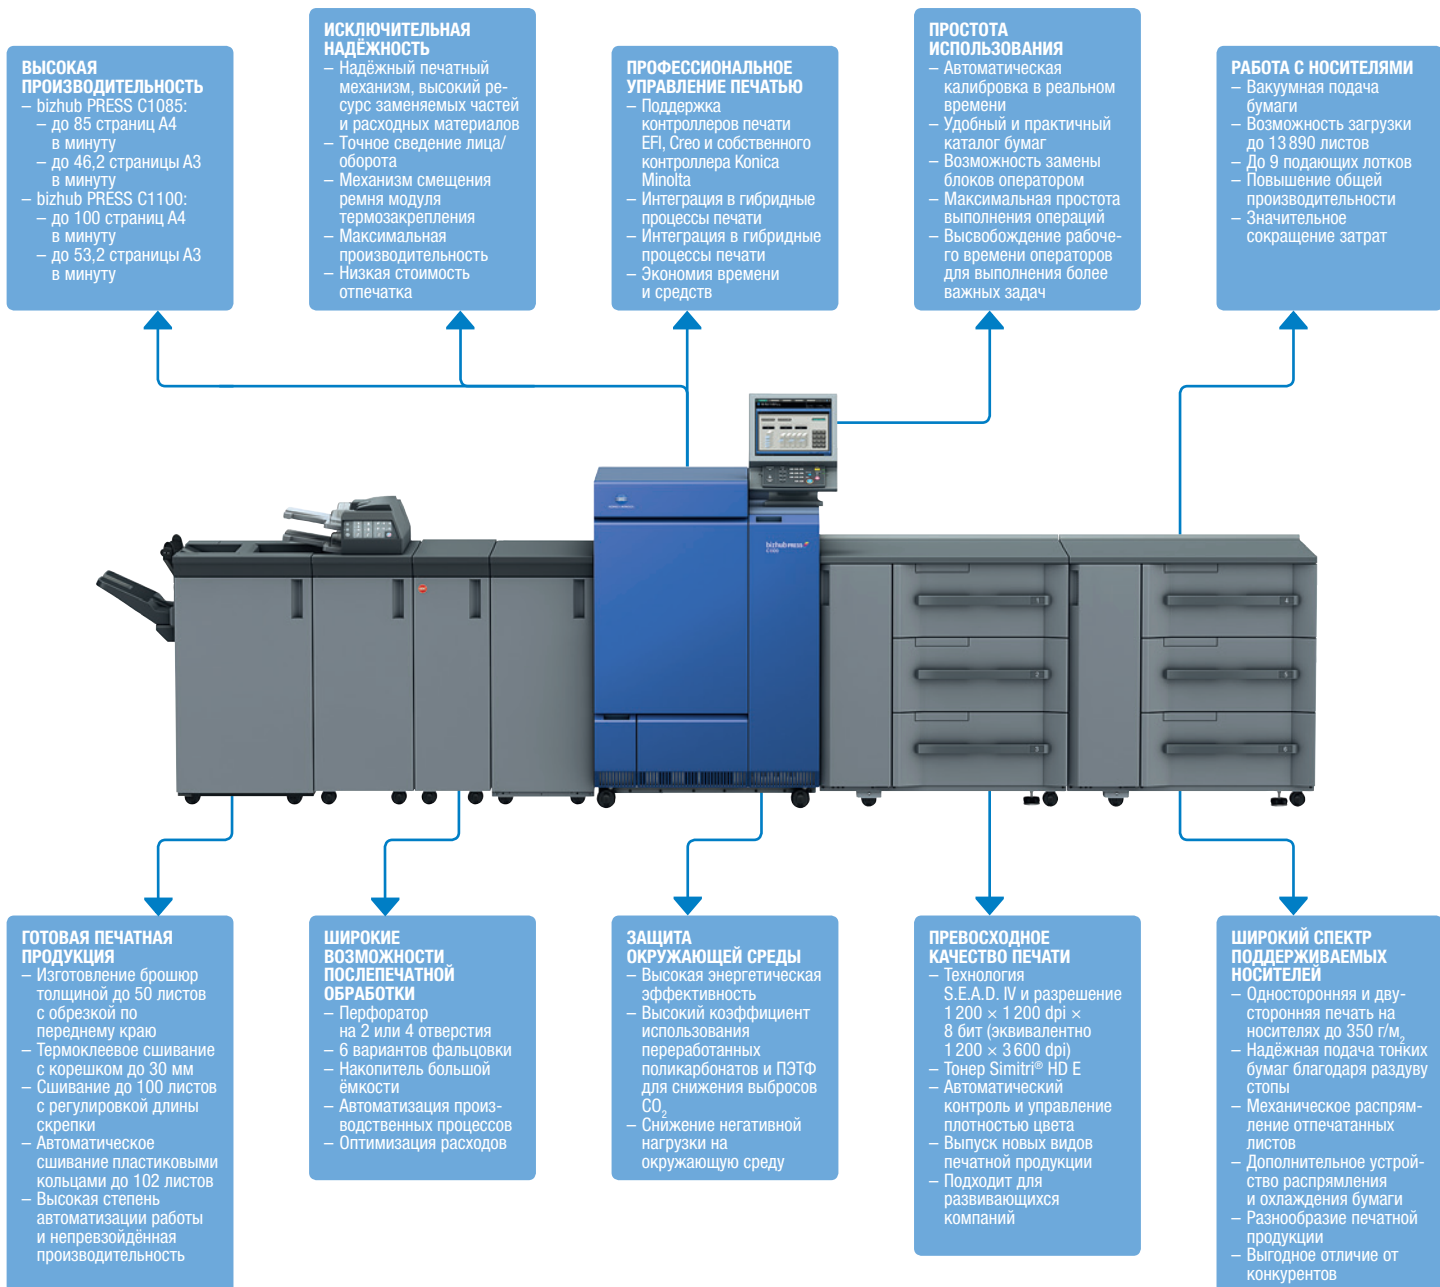 ВЫСОКАЯ
ПРОИЗВОДИТЕЛЬНОСТЬ
– bizhub PRESS C1085:
– до 85 страниц A4
в минуту
– до 46,2 страницы A3
в минуту
– bizhub PRESS C1100:
– до 100 страниц A4
в минуту
– до 53,2 страницы A3
в минуту
ИСКЛЮЧИТЕЛЬНАЯ
НАДЁЖНОСТЬ
– Надёжный печатный
механизм, высокий ре-
сурс заменяемых частей
и расходных материалов
– Точное сведение лица/
оборота
– Механизм смещения
ремня модуля
термозакрепления
– Максимальная
производительность
– Низкая стоимость
отпечатка
ПРОФЕССИОНАЛЬНОЕ
УПРАВЛЕНИЕ ПЕЧАТЬЮ
– Поддержка
контроллеров печати
EFI, Creo и собственного
контроллера Konica
Minolta
– Интеграция в гибридные
процессы печати
– Интеграция в гибридные
процессы печати
– Экономия времени
и средств
ПРОСТОТА
ИСПОЛЬЗОВАНИЯ
– Автоматическая
калибровка в реальном
времени
– Удобный и практичный
каталог бумаг
– Возможность замены
блоков оператором
– Максимальная простота
выполнения операций
– Высвобождение рабоче-
го времени операторов
для выполнения более
важных задач
РАБОТА С НОСИТЕЛЯМИ
– Вакуумная подача
бумаги
– Возможность загрузки
до 13 890 листов
– До 9 подающих лотков
– Повышение общей
производительности
– Значительное
сокращение затрат
bizhub PRESS
1
2
3
4
5
6
ГОТОВАЯ ПЕЧАТНАЯ
ПРОДУКЦИЯ
– Изготовление брошюр
толщиной до 50 листов
с обрезкой по
переднему краю
– Термоклеевое сшивание
с корешком до 30 мм
– Сшивание до 100 листов
с регулировкой длины
скрепки
– Автоматическое
сшивание пластиковыми
кольцами до 102 листов
– Высокая степень
автоматизации работы
и непревзойдённая
производительность
ШИРОКИЕ
ВОЗМОЖНОСТИ
ПОСЛЕПЕЧАТНОЙ
ОБРАБОТКИ
– Перфоратор
на 2 или 4 отверстия
– 6 вариантов фальцовки
– Накопитель большой
ёмкости
– Автоматизация произ-
водственных процессов
– Оптимизация расходов
ЗАЩИТА
ОКРУЖАЮЩЕЙ СРЕДЫ
– Высокая энергетическая
эффективность
– Высокий коэффициент
использования
переработанных
поликарбонатов и ПЭТФ
для снижения выбросов
CO₂
– Снижение негативной
нагрузки на
окружающую среду
ПРЕВОСХОДНОЕ
КАЧЕСТВО ПЕЧАТИ
– Технология
S.E.A.D. IV и разрешение
1 200 × 1 200 dpi ×
8 бит (эквивалентно
1 200 × 3 600 dpi)
– Тонер Simitri® HD E
– Автоматический
контроль и управление
плотностью цвета
– Выпуск новых видов
печатной продукции
– Подходит для
развивающихся
компаний
ШИРОКИЙ СПЕКТР
ПОДДЕРЖИВАЕМЫХ
НОСИТЕЛЕЙ
– Односторонняя и дву-
сторонняя печать на
носителях до 350 г/м₂
– Надёжная подача тонких
бумаг благодаря раздуву
стопы
– Механическое распрям-
ление отпечатанных
листов
– Дополнительное устрой-
ство распрямления
и охлаждения бумаги
– Разнообразие печатной
продукции
– Выгодное отличие от
конкурентов